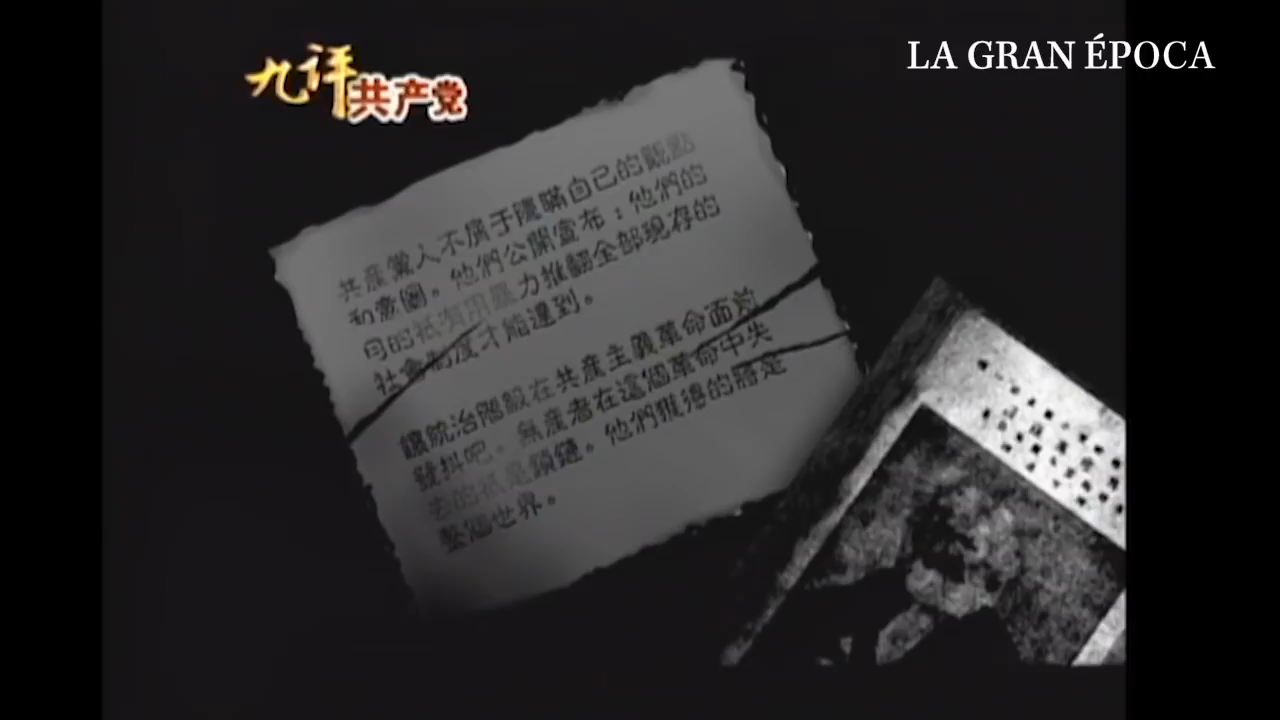 LA GRAN ÉPOCA
九评共产党
共産黨人不屑于隱瞞自己的觀點
和意圖。他們公開宣布：他們的
目的祇有用暴力推翻全部現存的
社會制度才能達到。
讓統治階級在共産主義革命面前
發抖吧。無産者在這個革命中失
去的祇是鎖鏈。他們獲得的將是
整個世界。